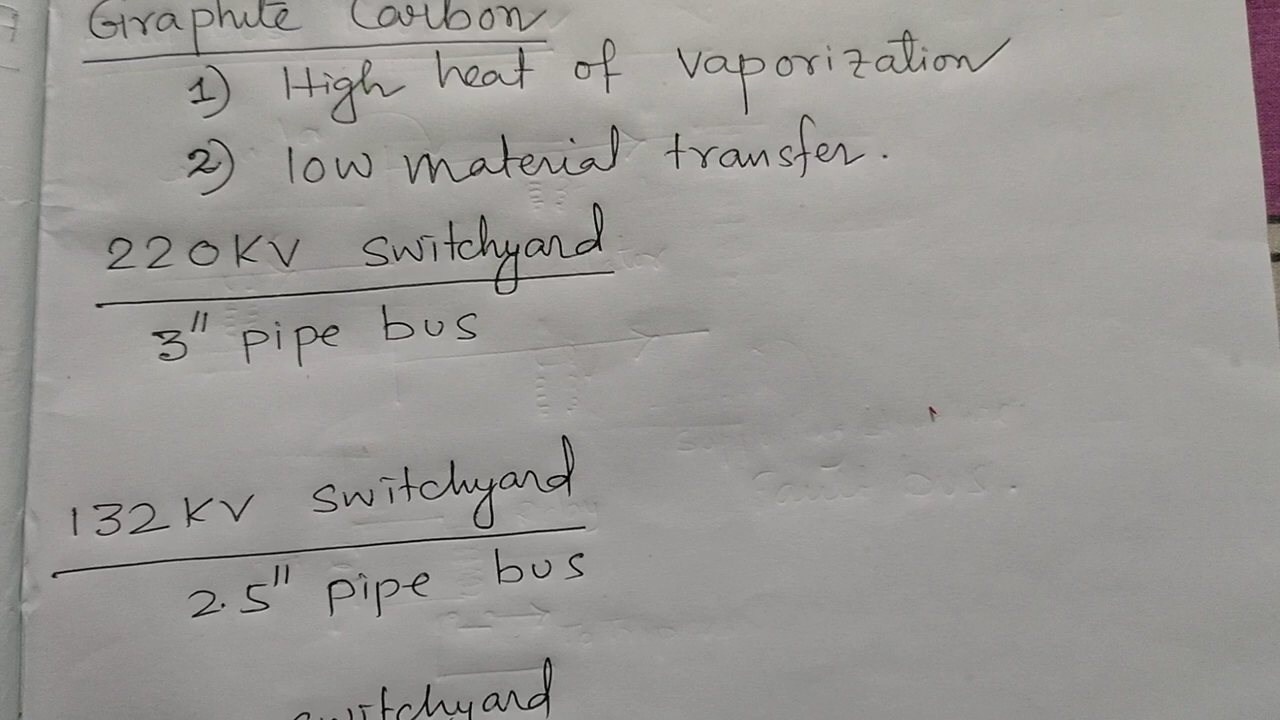 Graphite Carbon
1) High heat of vaporization
2) low material transfer.
220KV switchyard
3" pipe bus
132KV switchyard
2.5" pipe bus
switchyard